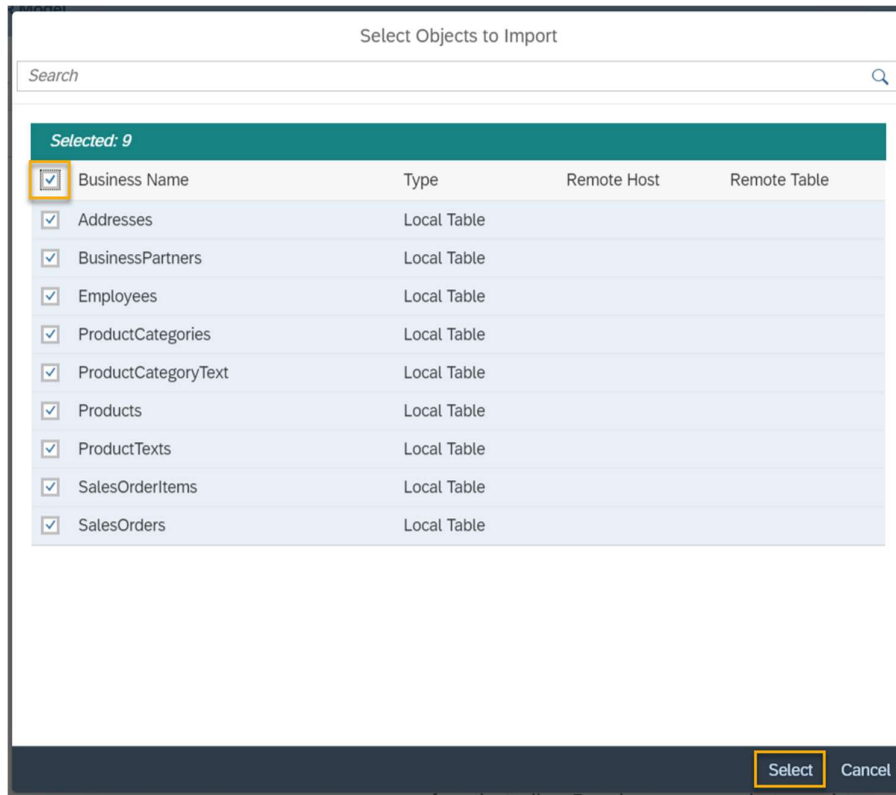 Select Objects to Import
Search
Selected: 9
Business Name Type Remote Host Remote Table
Addresses Local Table
BusinessPartners Local Table
Employees Local Table
ProductCategories Local Table
ProductCategoryText Local Table
Products Local Table
ProductTexts Local Table
SalesOrderItems Local Table
SalesOrders Local Table
Select Cancel